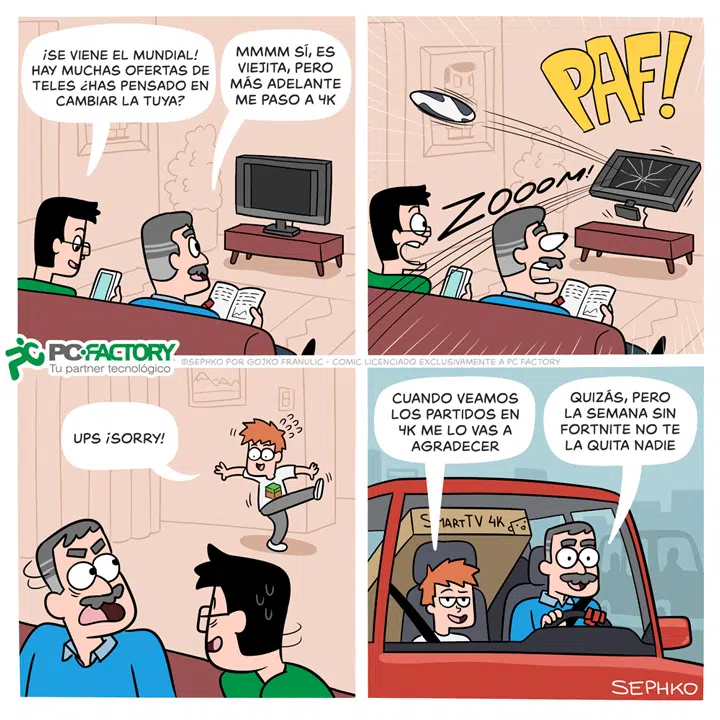 ¡SE VIENE EL MUNDIAL!
HAY MUCHAS OFERTAS DE
TELES ¿HAS PENSADO EN
CAMBIAR LA TUYA?
MMMM SÍ, ES
VIEJITA, PERO
MÁS ADELANTE
ME PASO A 4K
PAF!
ZOOOM!
PC·FACTORY
Tu partner tecnológico
©SEPHKO POR GOJKO FRANULIC - COMIC LICENCIADO EXCLUSIVAMENTE A PC FACTORY
UPS ¡SORRY!
CUANDO VEAMOS
LOS PARTIDOS EN
4K ME LO VAS A
AGRADECER
QUIZÁS, PERO
LA SEMANA SIN
FORTNITE NO TE
LA QUITA NADIE
SMARTTV 4K
SEPHKO